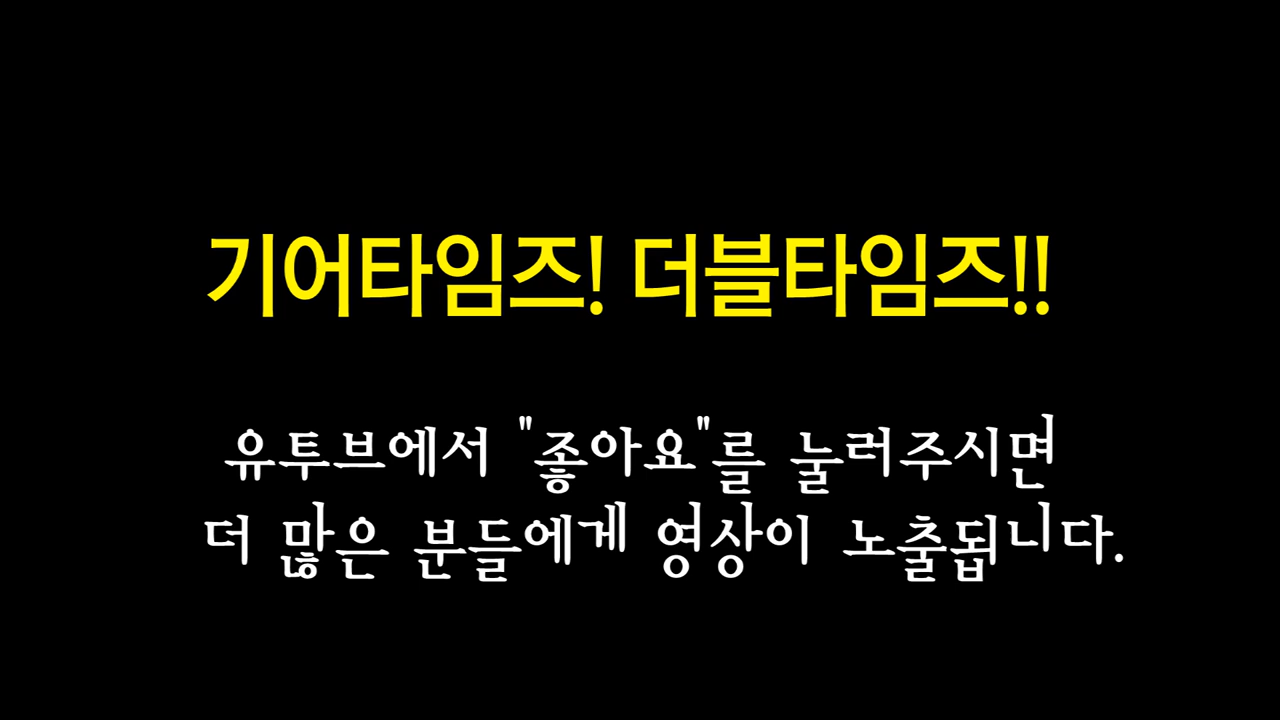 기어타임즈! 더블타임즈!!
유투브에서 "좋아요"를 눌러주시면
더 많은 분들에게 영상이 노출됩니다.